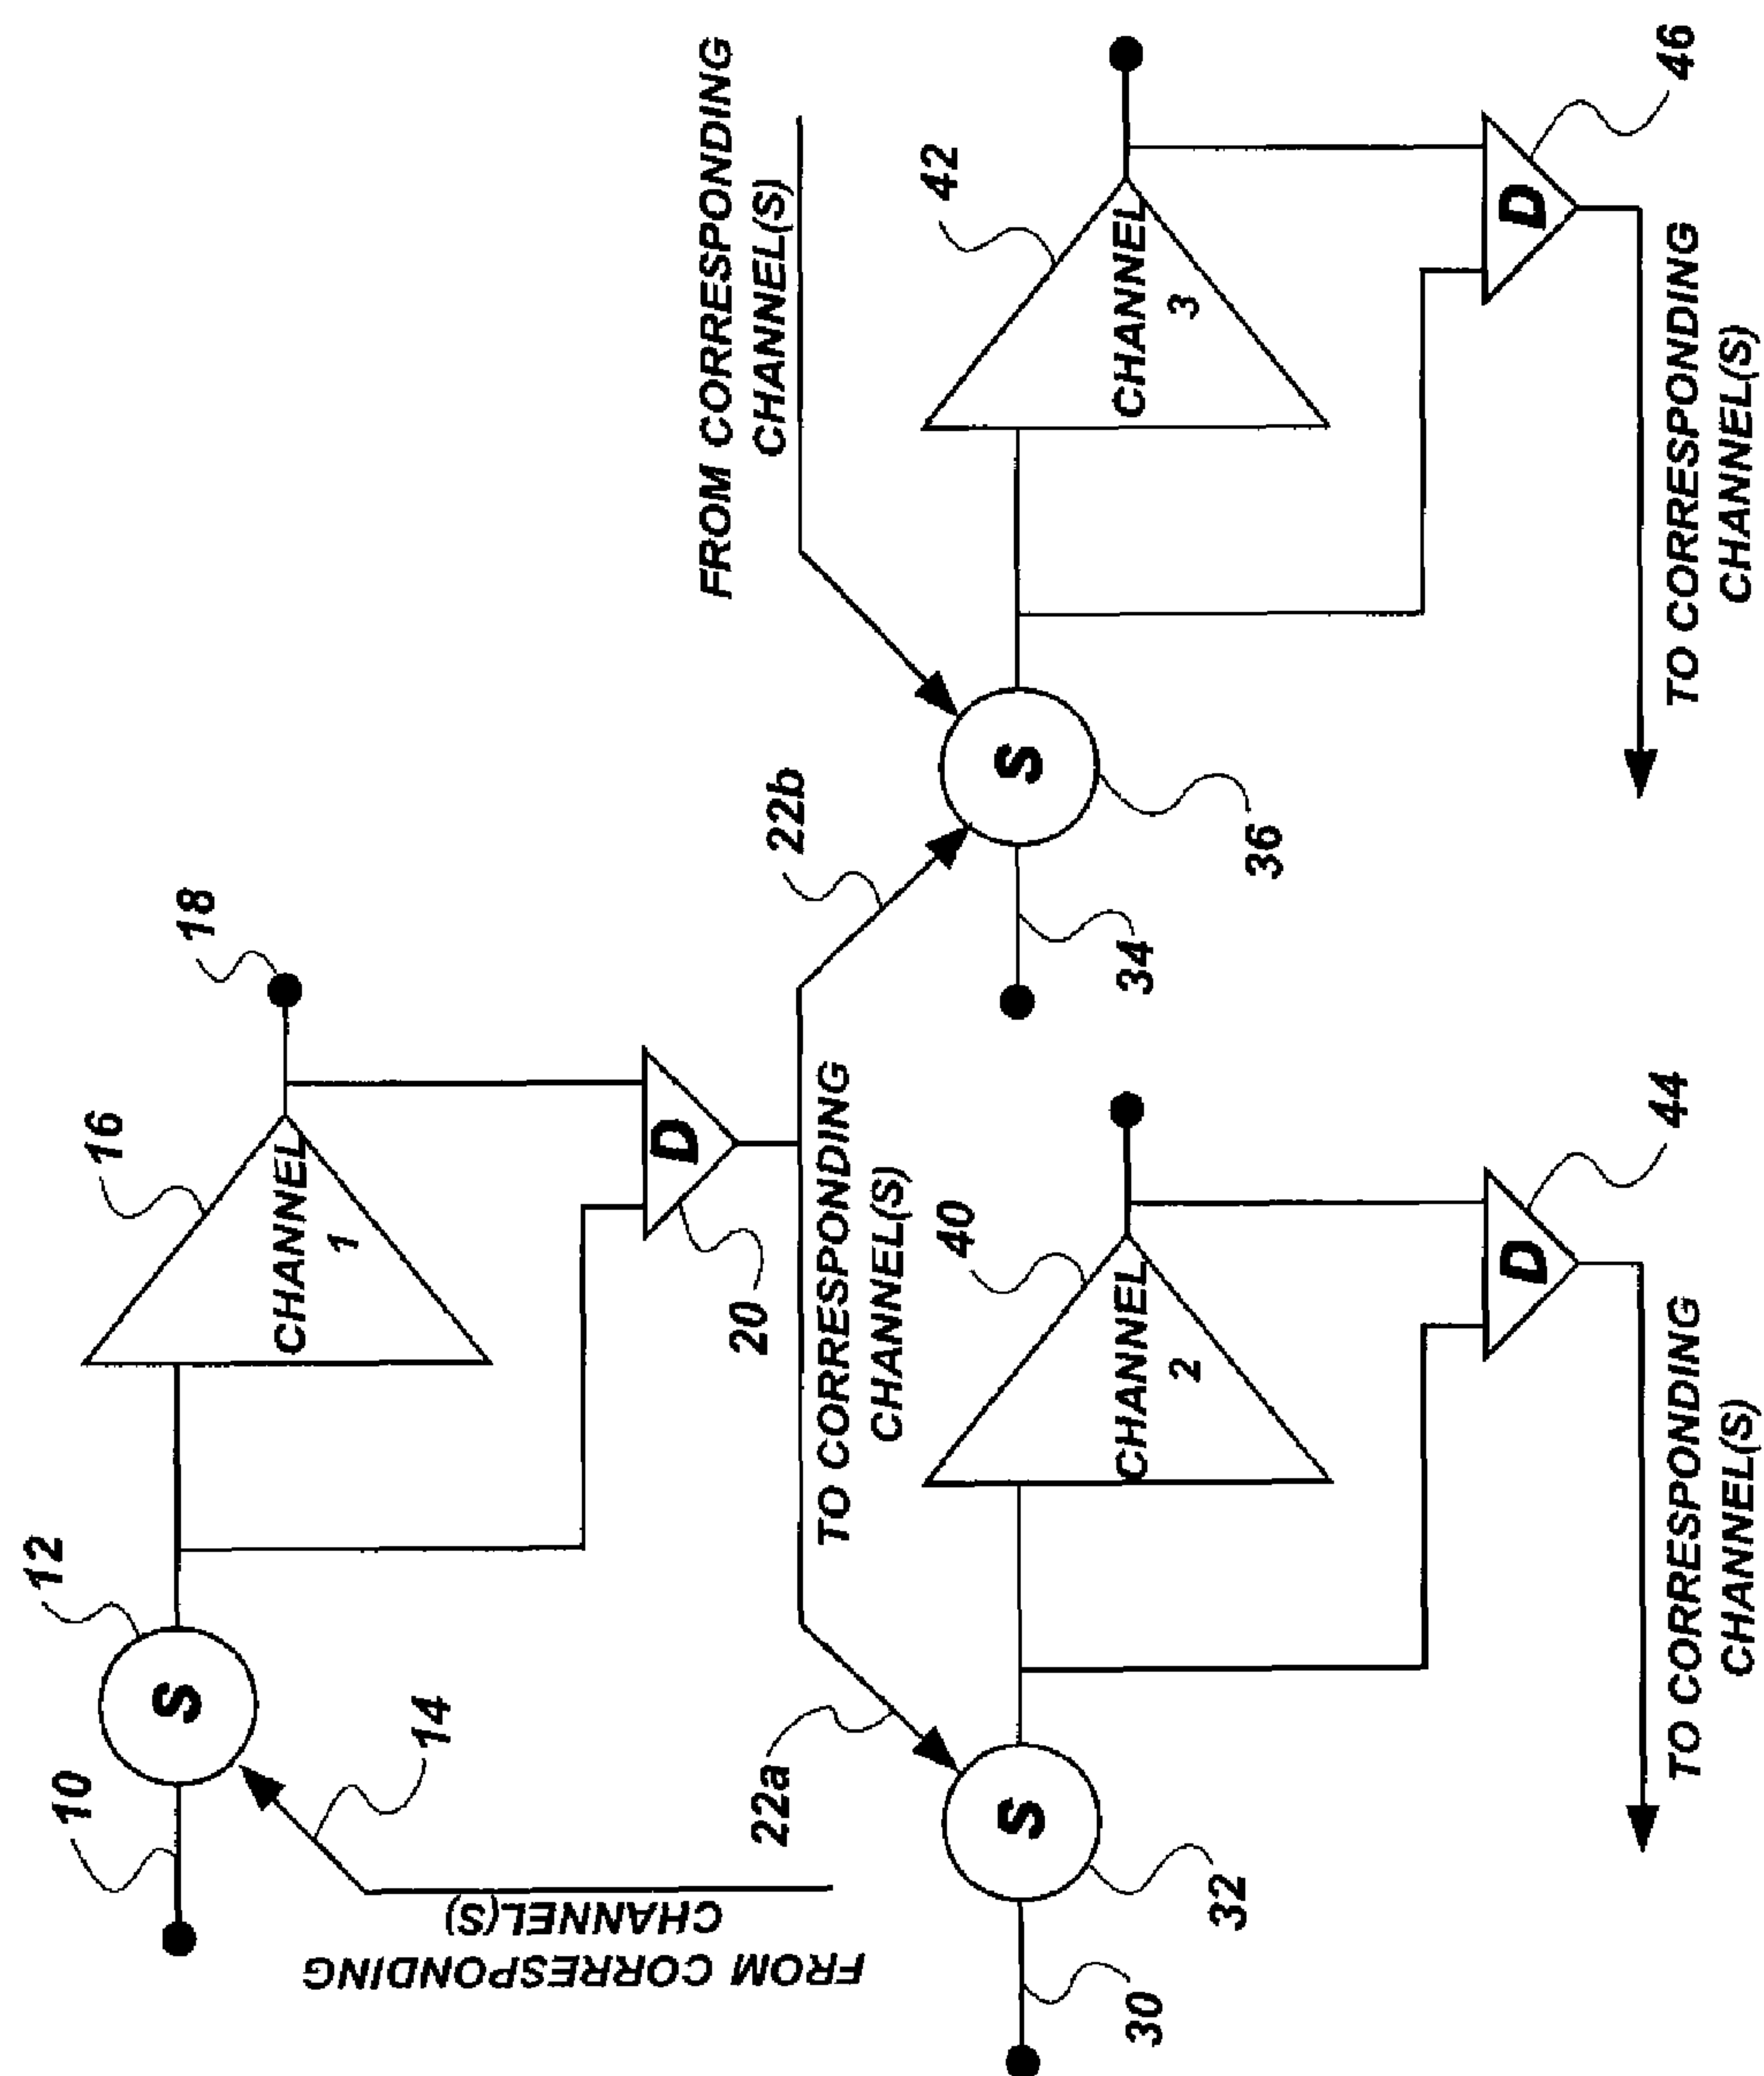 12
10
16
S
18
CHANNEL
1
14
FROM CORRESPONDING
CHANNEL(S)
D
20
FROM CORRESPONDING
CHANNEL(S)
22a
22b
TO CORRESPONDING
CHANNEL(S)
40
42
S
CHANNEL
2
S
CHANNEL
3
30
34
32
36
D
D
44
46
TO CORRESPONDING
CHANNEL(S)
TO CORRESPONDING
CHANNEL(S)